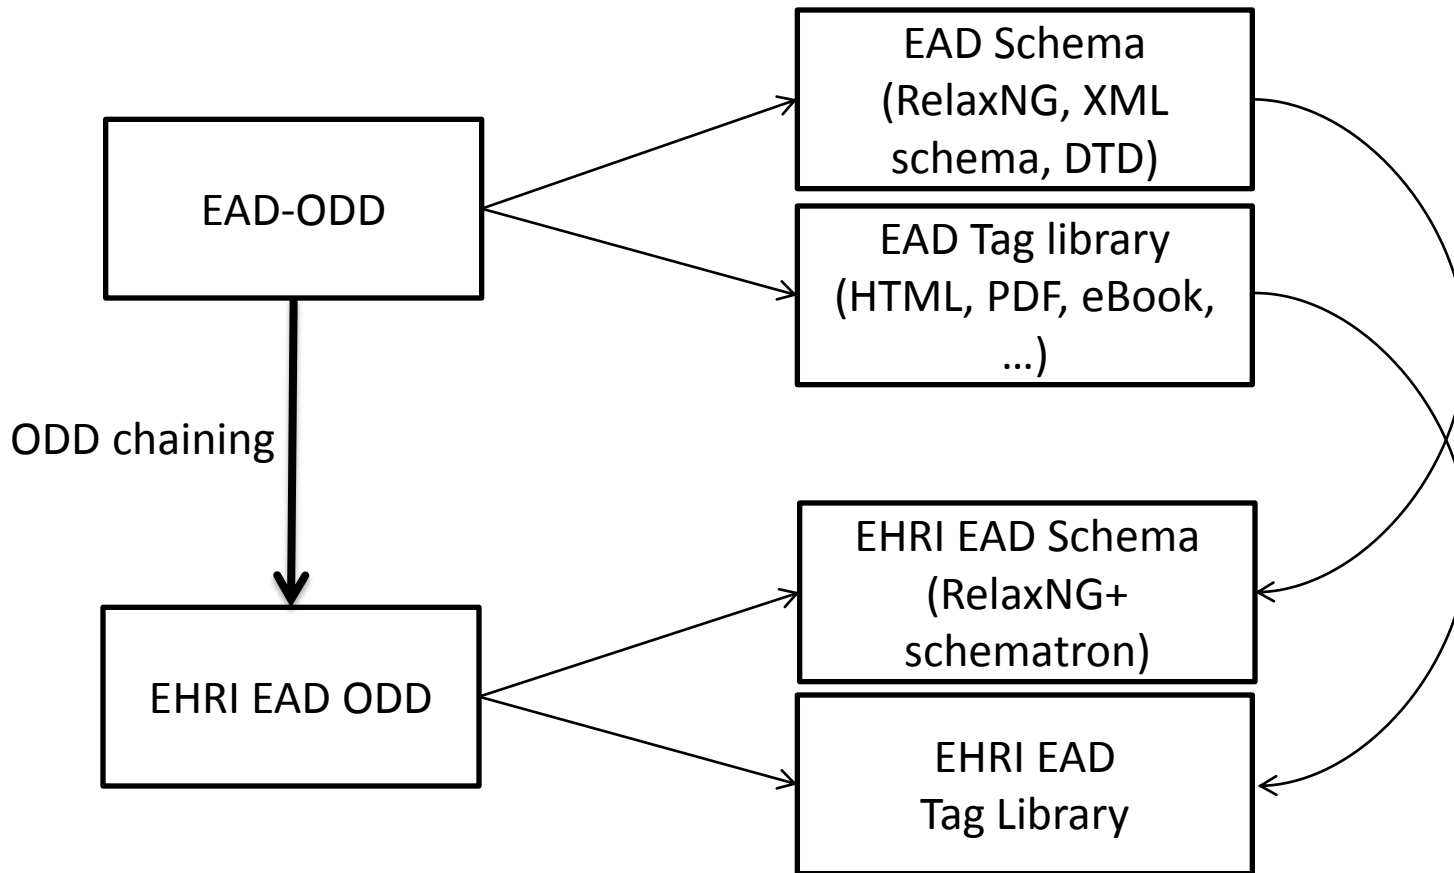 EAD Schema
(RelaxNG, XML
schema, DTD)
EAD-ODD
EAD Tag library
(HTML, PDF, eBook,
...)
ODD chaining
EHRI EAD Schema
(RelaxNG+
schematron)
EHRI EAD ODD
EHRI EAD
Tag Library